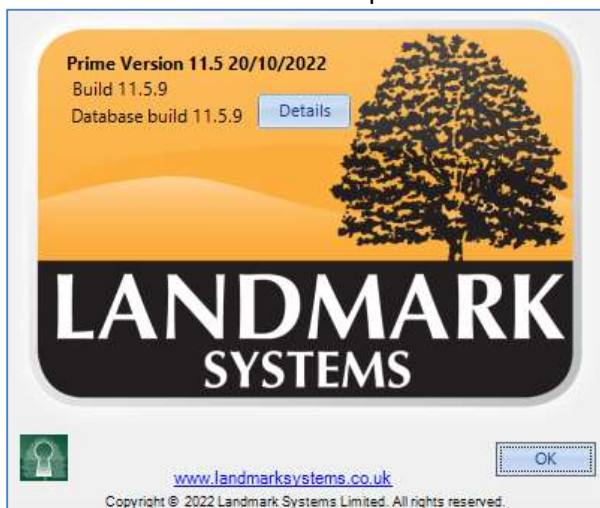 Prime Version 11.5 20/10/2022
Build 11.5.9
Database build 11.5.9
Details
LANDMARK
SYSTEMS
OK
www.landmarksystems.co.uk
Copyright © 2022 Landmark Systems Limited. All rights reserved.